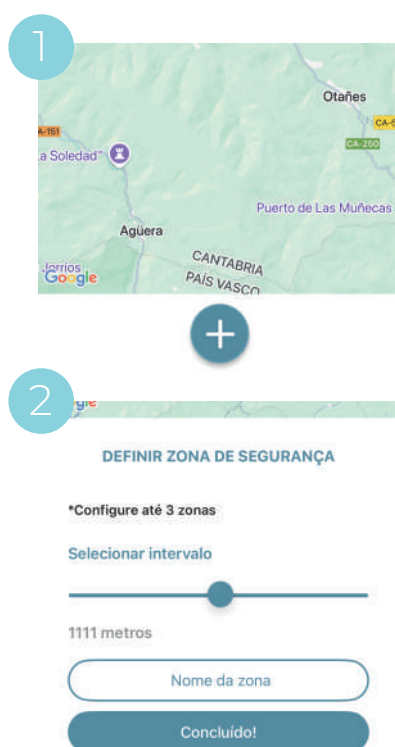 1
Otañes
A-151
CA-250
a Soledad"
Puerto de Las Muñecas
Agüera
CANTABRIA
PAÍS VASCO
Google
+
2
DEFINIR ZONA DE SEGURANÇA
*Configure até 3 zonas
Selecionar intervalo
1111 metros
Nome da zona
Concluído!